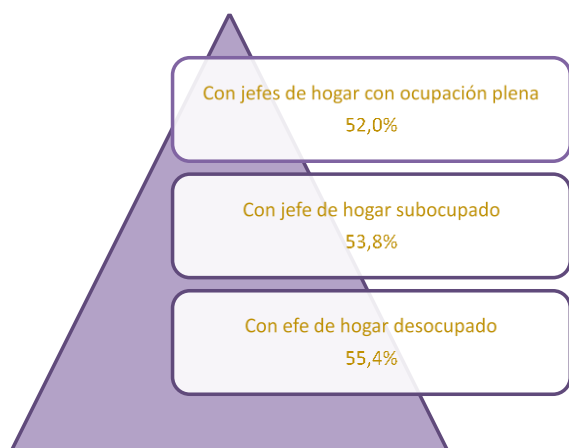 Con jefes de hogar con ocupación plena
52,0%
Con jefe de hogar subocupado
53,8%
Con efe de hogar desocupado
55,4%